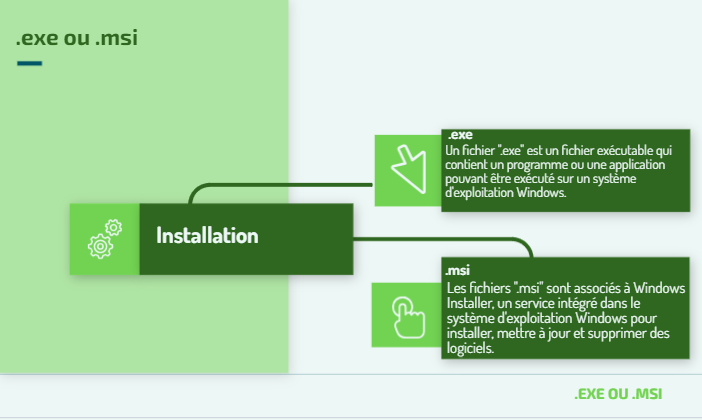 .exe ou .msi
.exe
Un fichier ".exe" est un fichier exécutable qui
contient un programme ou une application
pouvant être exécuté sur un système
d'exploitation Windows.
Installation
.msi
Les fichiers ".msi" sont associés à Windows
Installer, un service intégré dans le
système d'exploitation Windows pour
installer, mettre à jour et supprimer des
logiciels.
.EXE OU .MSI